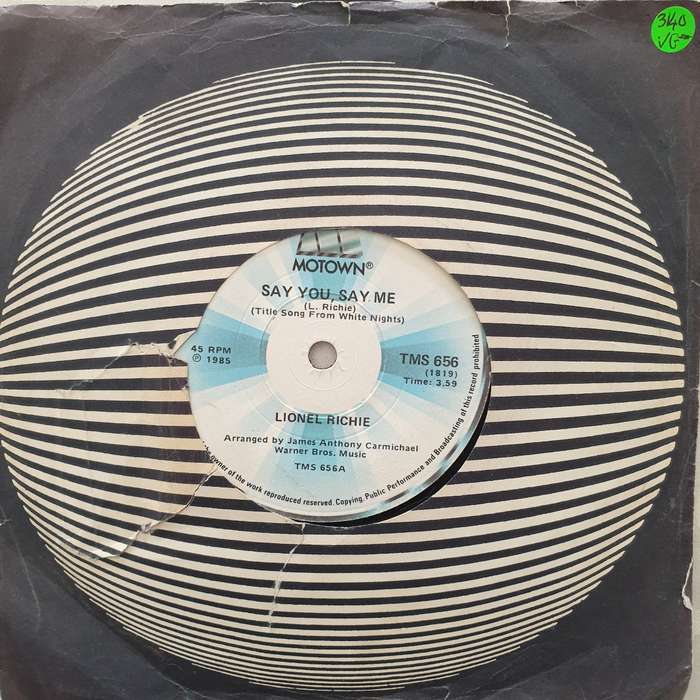 3140
VG
MOTOWN®
SAY YOU, SAY ME
(L. Richie)
(Title Song From White Nights)
45 RPM
℗ 1985
TMS 656
(1819)
Time: 3.59
LIONEL RICHIE
Arranged by James Anthony Carmichael
Warner Bros. Music
TMS 656A
owner of the work reproduced reserved. Copying, Public Performance and Broadcasting of this record prohibited